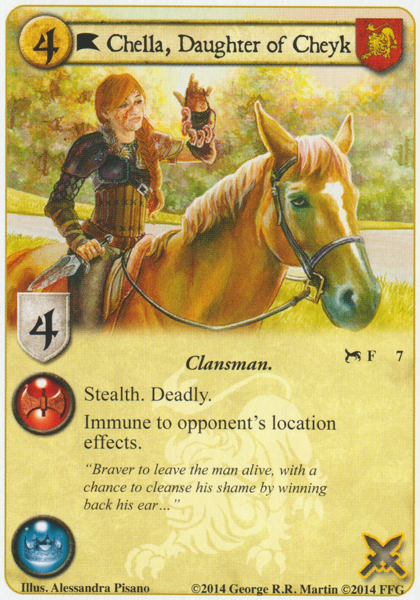 4 Chella, Daughter of Cheyk
4
Clansman.
F 7
Stealth. Deadly.
Immune to opponent's location
effects.
“Braver to leave the man alive, with a
chance to cleanse his shame by winning
back his ear…”
Illus. Alessandra Pisano ©2014 George R.R. Martin ©2014 FFG